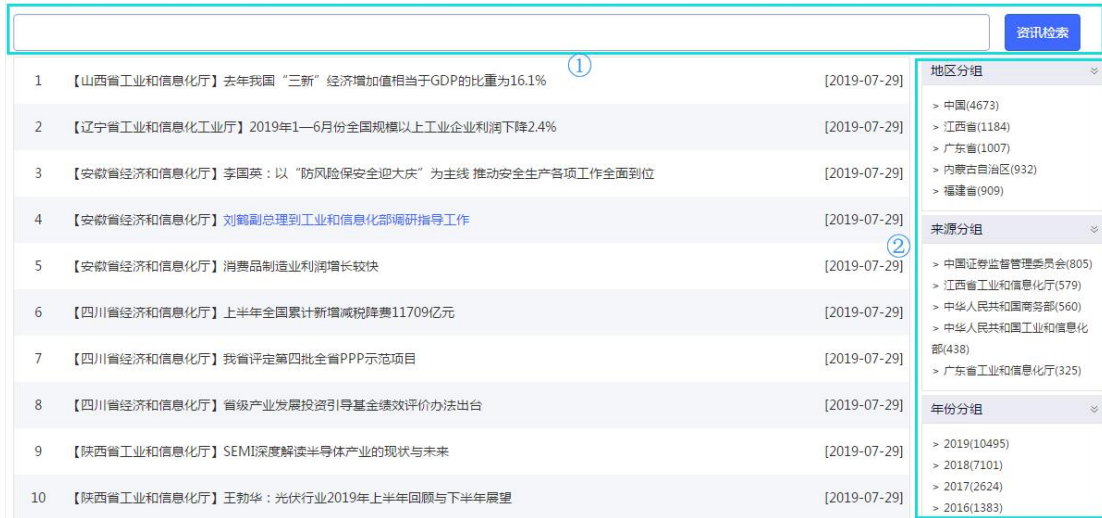 资讯检索
①
1 【山西省工业和信息化厅】去年我国“三新”经济增加值相当于GDP的比重为16.1% [2019-07-29]
2 【辽宁省工业和信息化工业厅】2019年1—6月份全国规模以上工业企业利润下降2.4% [2019-07-29]
3 【安徽省经济和信息化厅】李国英：以“防风险保安全迎大庆”为主线 推动安全生产各项工作全面到位 [2019-07-29]
4 【安徽省经济和信息化厅】刘鹤副总理到工业和信息化部调研指导工作 [2019-07-29]
5 【安徽省经济和信息化厅】消费品制造业利润增长较快 [2019-07-29]
6 【四川省经济和信息化厅】上半年全国累计新增减税降费11709亿元 [2019-07-29]
7 【四川省经济和信息化厅】我省评定第四批全省PPP示范项目 [2019-07-29]
8 【四川省经济和信息化厅】省级产业发展投资引导基金绩效评价办法出台 [2019-07-29]
9 【陕西省工业和信息化厅】SEMI深度解读半导体产业的现状与未来 [2019-07-29]
10 【陕西省工业和信息化厅】王勃华：光伏行业2019年上半年回顾与下半年展望 [2019-07-29]
②
地区分组
> 中国(4673)
> 江西省(1184)
> 广东省(1007)
> 内蒙古自治区(932)
> 福建省(909)
来源分组
> 中国证券监督管理委员会(805)
> 江西省工业和信息化厅(579)
> 中华人民共和国商务部(560)
> 中华人民共和国工业和信息化
部(438)
> 广东省工业和信息化厅(325)
年份分组
> 2019(10495)
> 2018(7101)
> 2017(2624)
> 2016(1383)